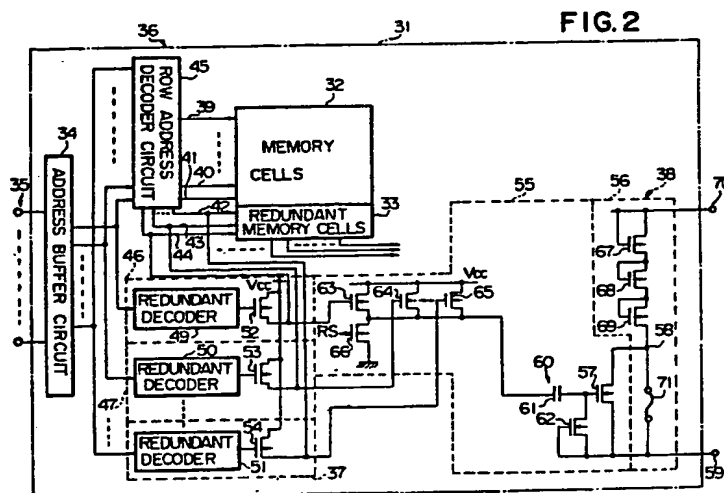 FIG.2
31
36
45
32
34
35
ADDRESS BUFFER CIRCUIT
ROW ADDRESS DECODER CIRCUIT
39
41
40
42
43
44
MEMORY
CELLS
REDUNDANT
MEMORY CELLS
33
55
56
38
70
67
68
69
58
71
59
46
Vcc
REDUNDANT
DECODER
49
52
63
64
65
Vcc
RS
66
50
REDUNDANT
DECODER
53
47
60
61
57
62
REDUNDANT
DECODER
51
54
37